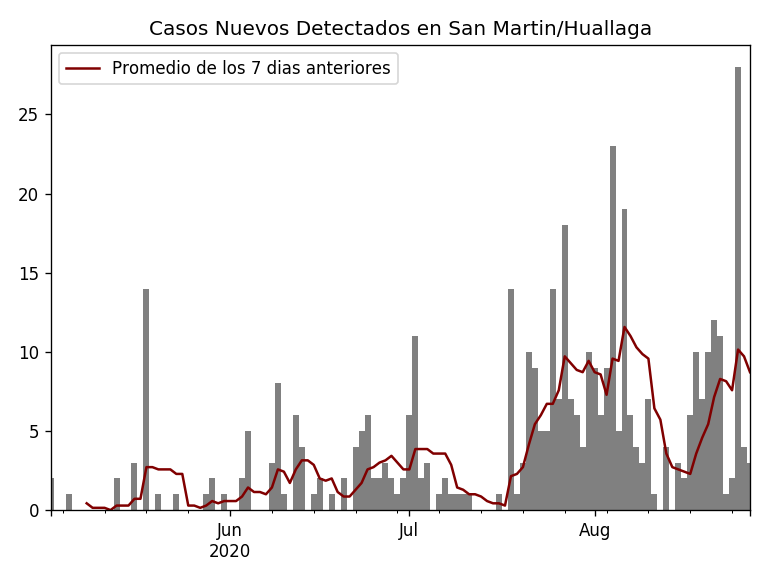 Casos Nuevos Detectados en San Martin/Huallaga
Promedio de los 7 dias anteriores
25
20
15
10
5
0
Jun
2020
Jul
Aug